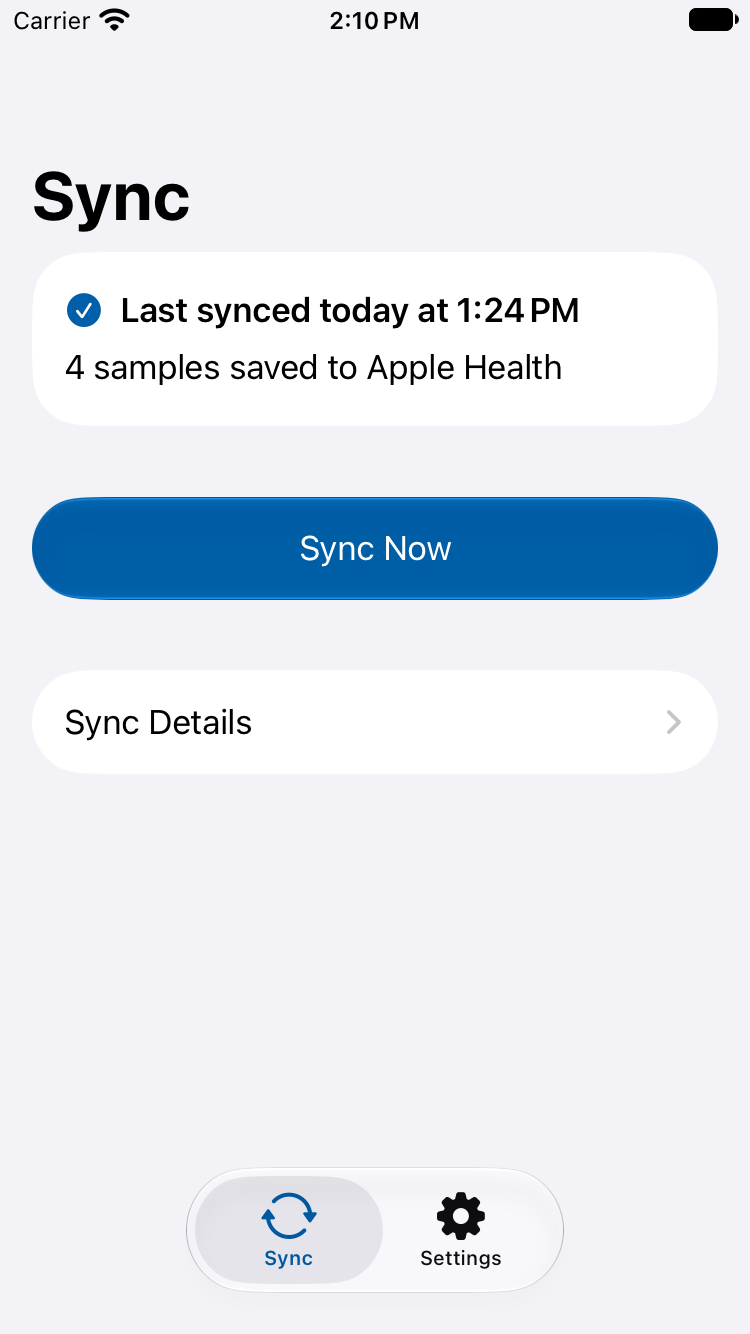 Carrier 2:10 PM
Sync
Last synced today at 1:24 PM
4 samples saved to Apple Health
Sync Now
Sync Details
Sync Settings